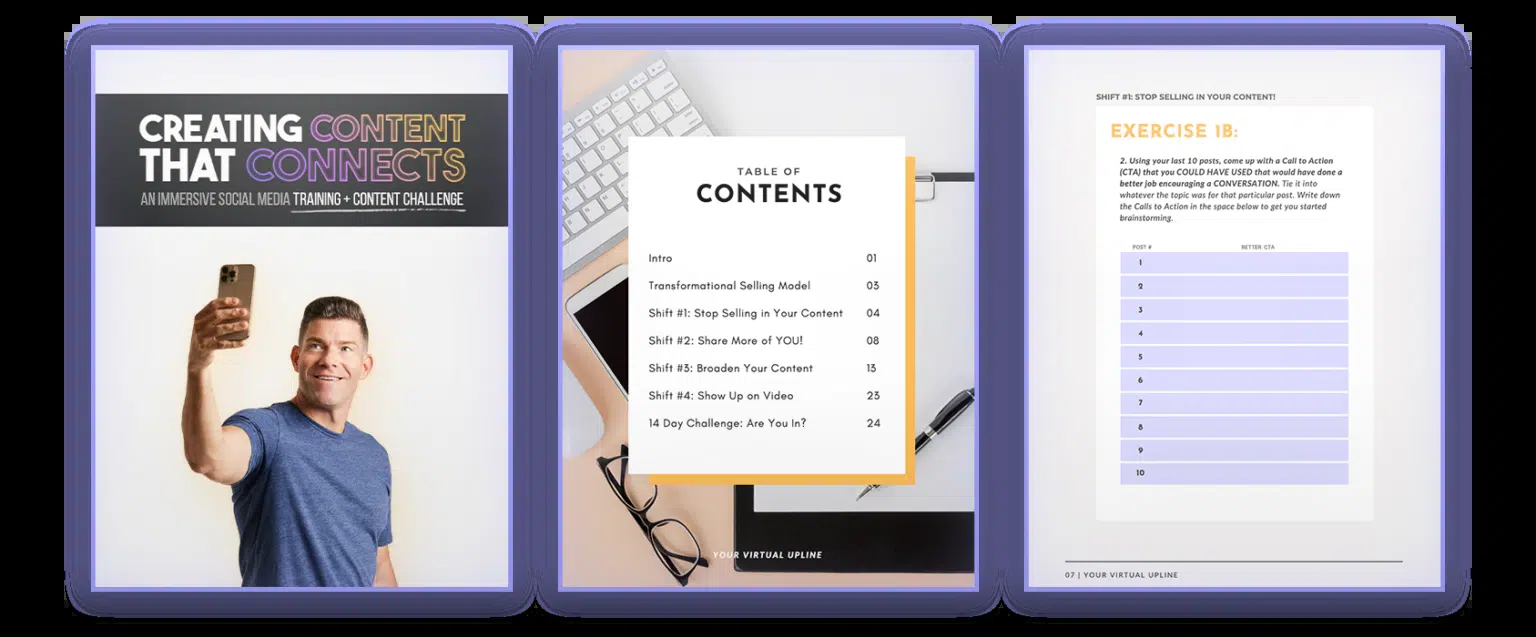 CREATING CONTENT
THAT CONNECTS
AN IMMERSIVE SOCIAL MEDIA TRAINING + CONTENT CHALLENGE
TABLE OF
CONTENTS
Intro 01
Transformational Selling Model 03
Shift #1: Stop Selling in Your Content 04
Shift #2: Share More of YOU! 08
Shift #3: Broaden Your Content 13
Shift #4: Show Up on Video 23
14 Day Challenge: Are You In? 24
YOUR VIRTUAL UPLINE
SHIFT #1: STOP SELLING IN YOUR CONTENT!
EXERCISE 1B:
2. Using your last 10 posts, come up with a Call to Action
(CTA) that you COULD HAVE USED that would have done a
better job encouraging a CONVERSATION. Tie it into
whatever the topic was for that particular post. Write down
the Calls to Action in the space below to get you started
brainstorming.
POST # BETTER CTA
1
2
3
4
5
6
7
8
9
10
07 | YOUR VIRTUAL UPLINE